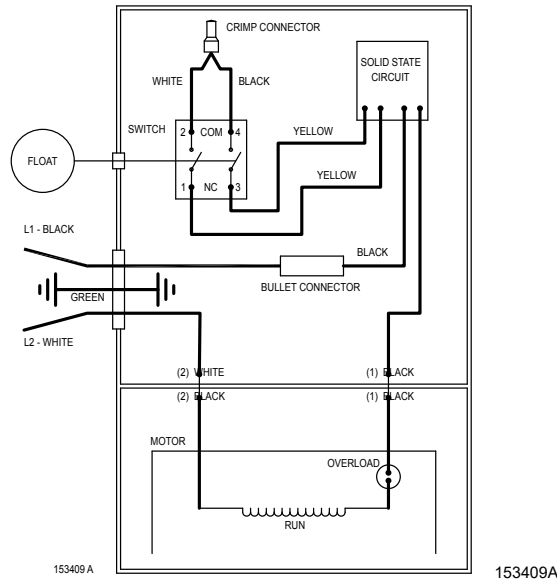 CRIMP CONNECTOR
SOLID STATE
CIRCUIT
WHITE
BLACK
SWITCH
2 COM 4
YELLOW
FLOAT
YELLOW
1 NC 3
L1 - BLACK
BLACK
GREEN
BULLET CONNECTOR
L2 - WHITE
(2) WHITE
(1) BLACK
(2) BLACK
(1) BLACK
MOTOR
OVERLOAD
RUN
153409 A
153409A